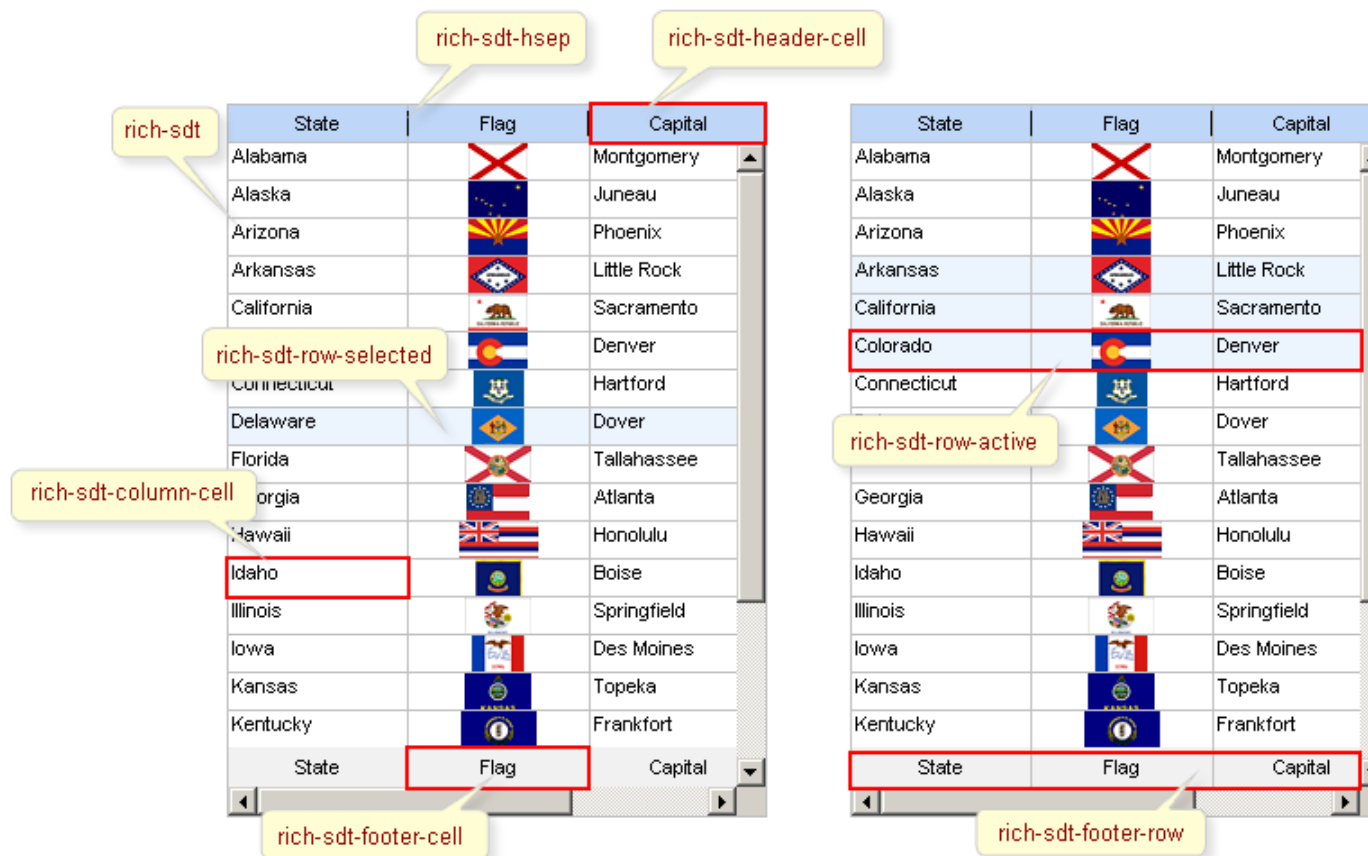 rich-sdt-hsep
rich-sdt-header-cell
rich-sdt
State Flag Capital
Alabama Montgomery
Alaska Juneau
Arizona Phoenix
Arkansas Little Rock
California Sacramento
rich-sdt-row-selected
Denver
Connecticut Hartford
Delaware Dover
Florida Tallahassee
rich-sdt-column-cell
Atlanta
Hawaii Honolulu
Idaho Boise
Illinois Springfield
Iowa Des Moines
Kansas Topeka
Kentucky Frankfort
State Flag Capital
rich-sdt-footer-cell
State Flag Capital
Alabama Montgomery
Alaska Juneau
Arizona Phoenix
Arkansas Little Rock
California Sacramento
Colorado Denver
Connecticut Hartford
Dover
rich-sdt-row-active
Tallahassee
Georgia Atlanta
Hawaii Honolulu
Idaho Boise
Illinois Springfield
Iowa Des Moines
Kansas Topeka
Kentucky Frankfort
State Flag Capital
rich-sdt-footer-row